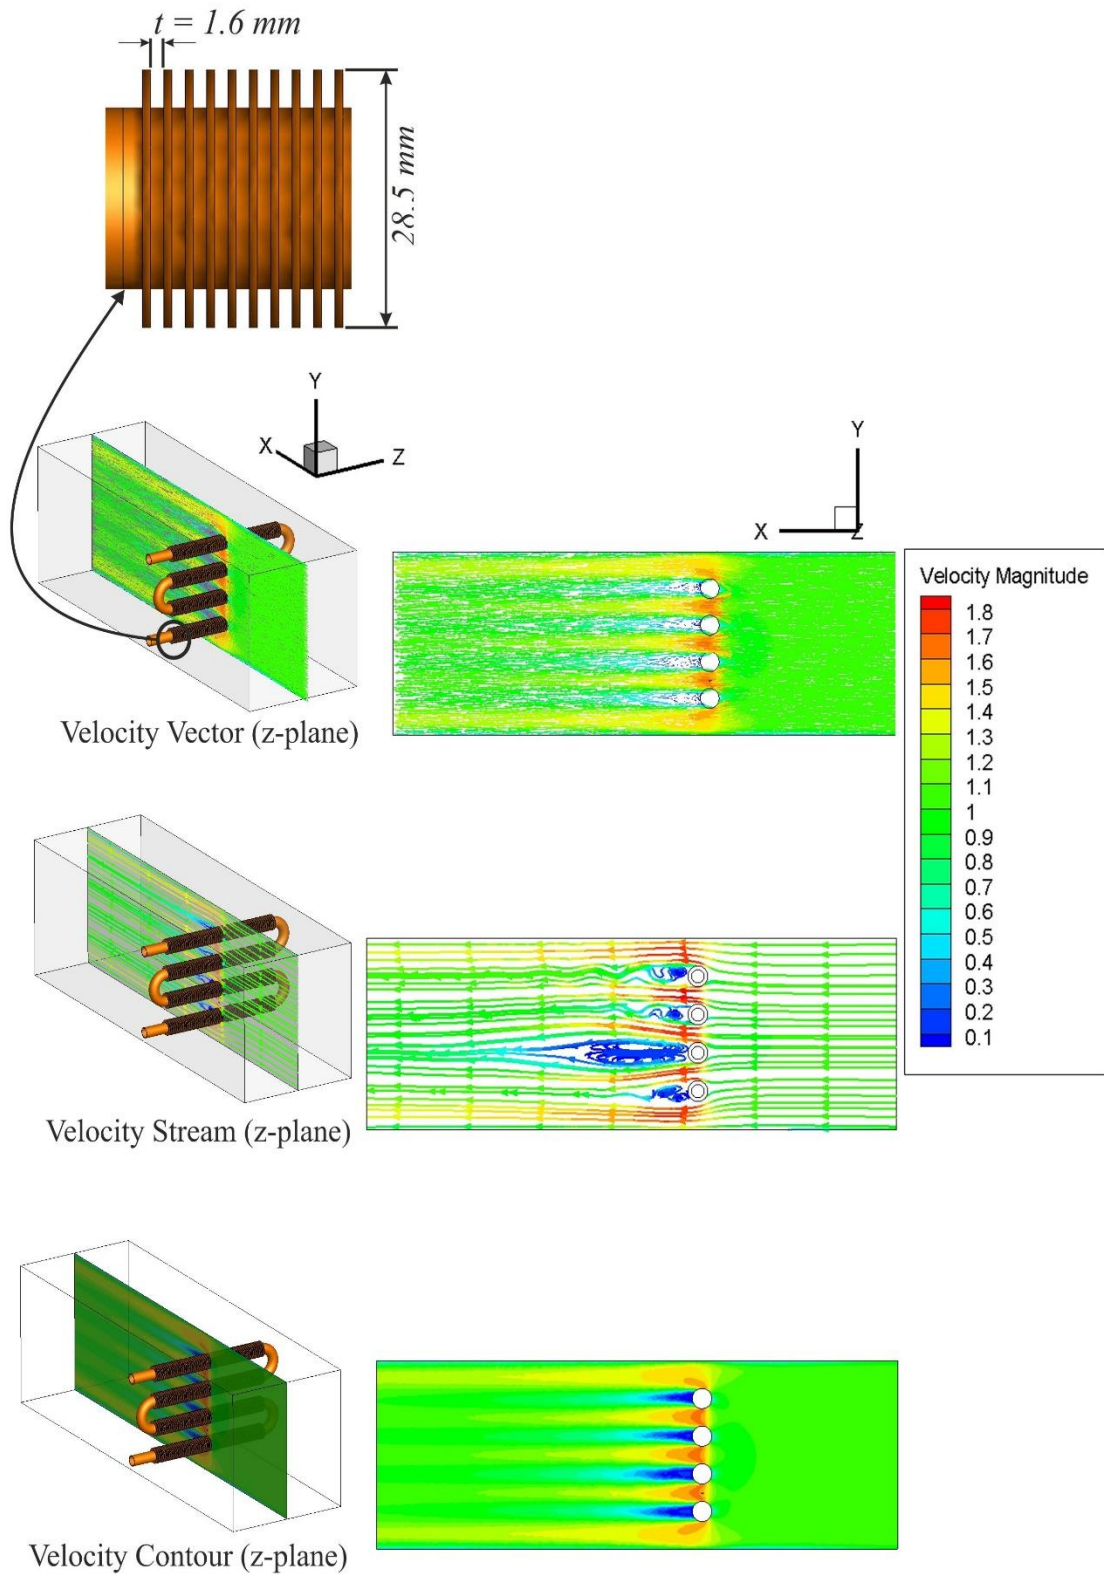 t = 1.6 mm
28.5 mm
Y
X
Z
Y
X
Z
Velocity Vector (z-plane)
Velocity Magnitude
1.8
1.7
1.6
1.5
1.4
1.3
1.2
1.1
1
0.9
0.8
0.7
0.6
0.5
0.4
0.3
0.2
0.1
Velocity Stream (z-plane)
Velocity Contour (z-plane)